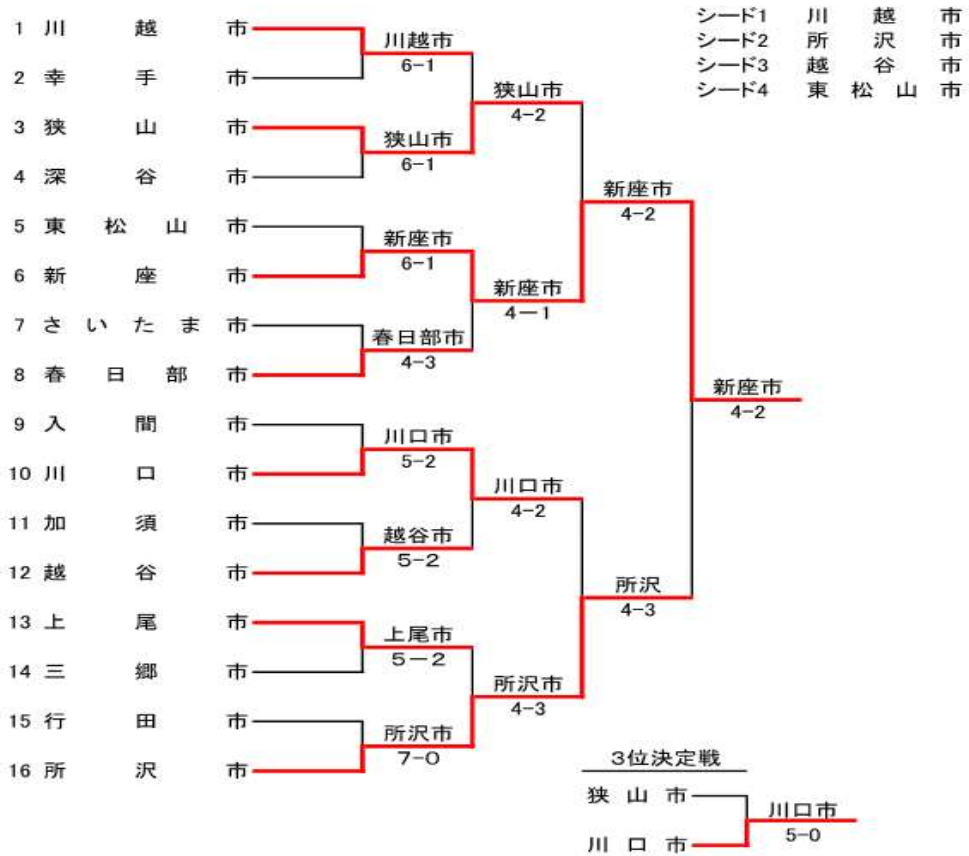 シード1 川越市
シード2 所沢市
シード3 越谷市
シード4 東松山市
1 川越市
2 幸手市
3 狭山市
4 深谷市
5 東松山市
6 新座市
7 さいたま市
8 春日部市
9 入間市
10 川口市
11 加須市
12 越谷市
13 上尾市
14 三郷市
15 行田市
16 所沢市
川越市
6-1
狭山市
6-1
新座市
6-1
春日部市
4-3
川口市
5-2
越谷市
5-2
上尾市
5－2
所沢市
7-0
狭山市
4-2
新座市
4－1
川口市
4-2
所沢市
4-3
新座市
4-2
所沢
4-3
新座市
4-2
3位決定戦
狭山市
川口市
川口市
5-0